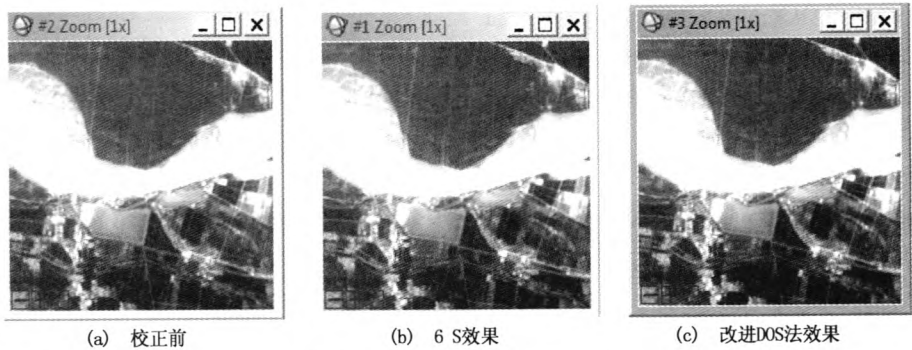 #2 Zoom [1x]
#1 Zoom [1x]
#3 Zoom [1x]
(a) 校正前
(b) 6 S效果
(c) 改进DOS法效果